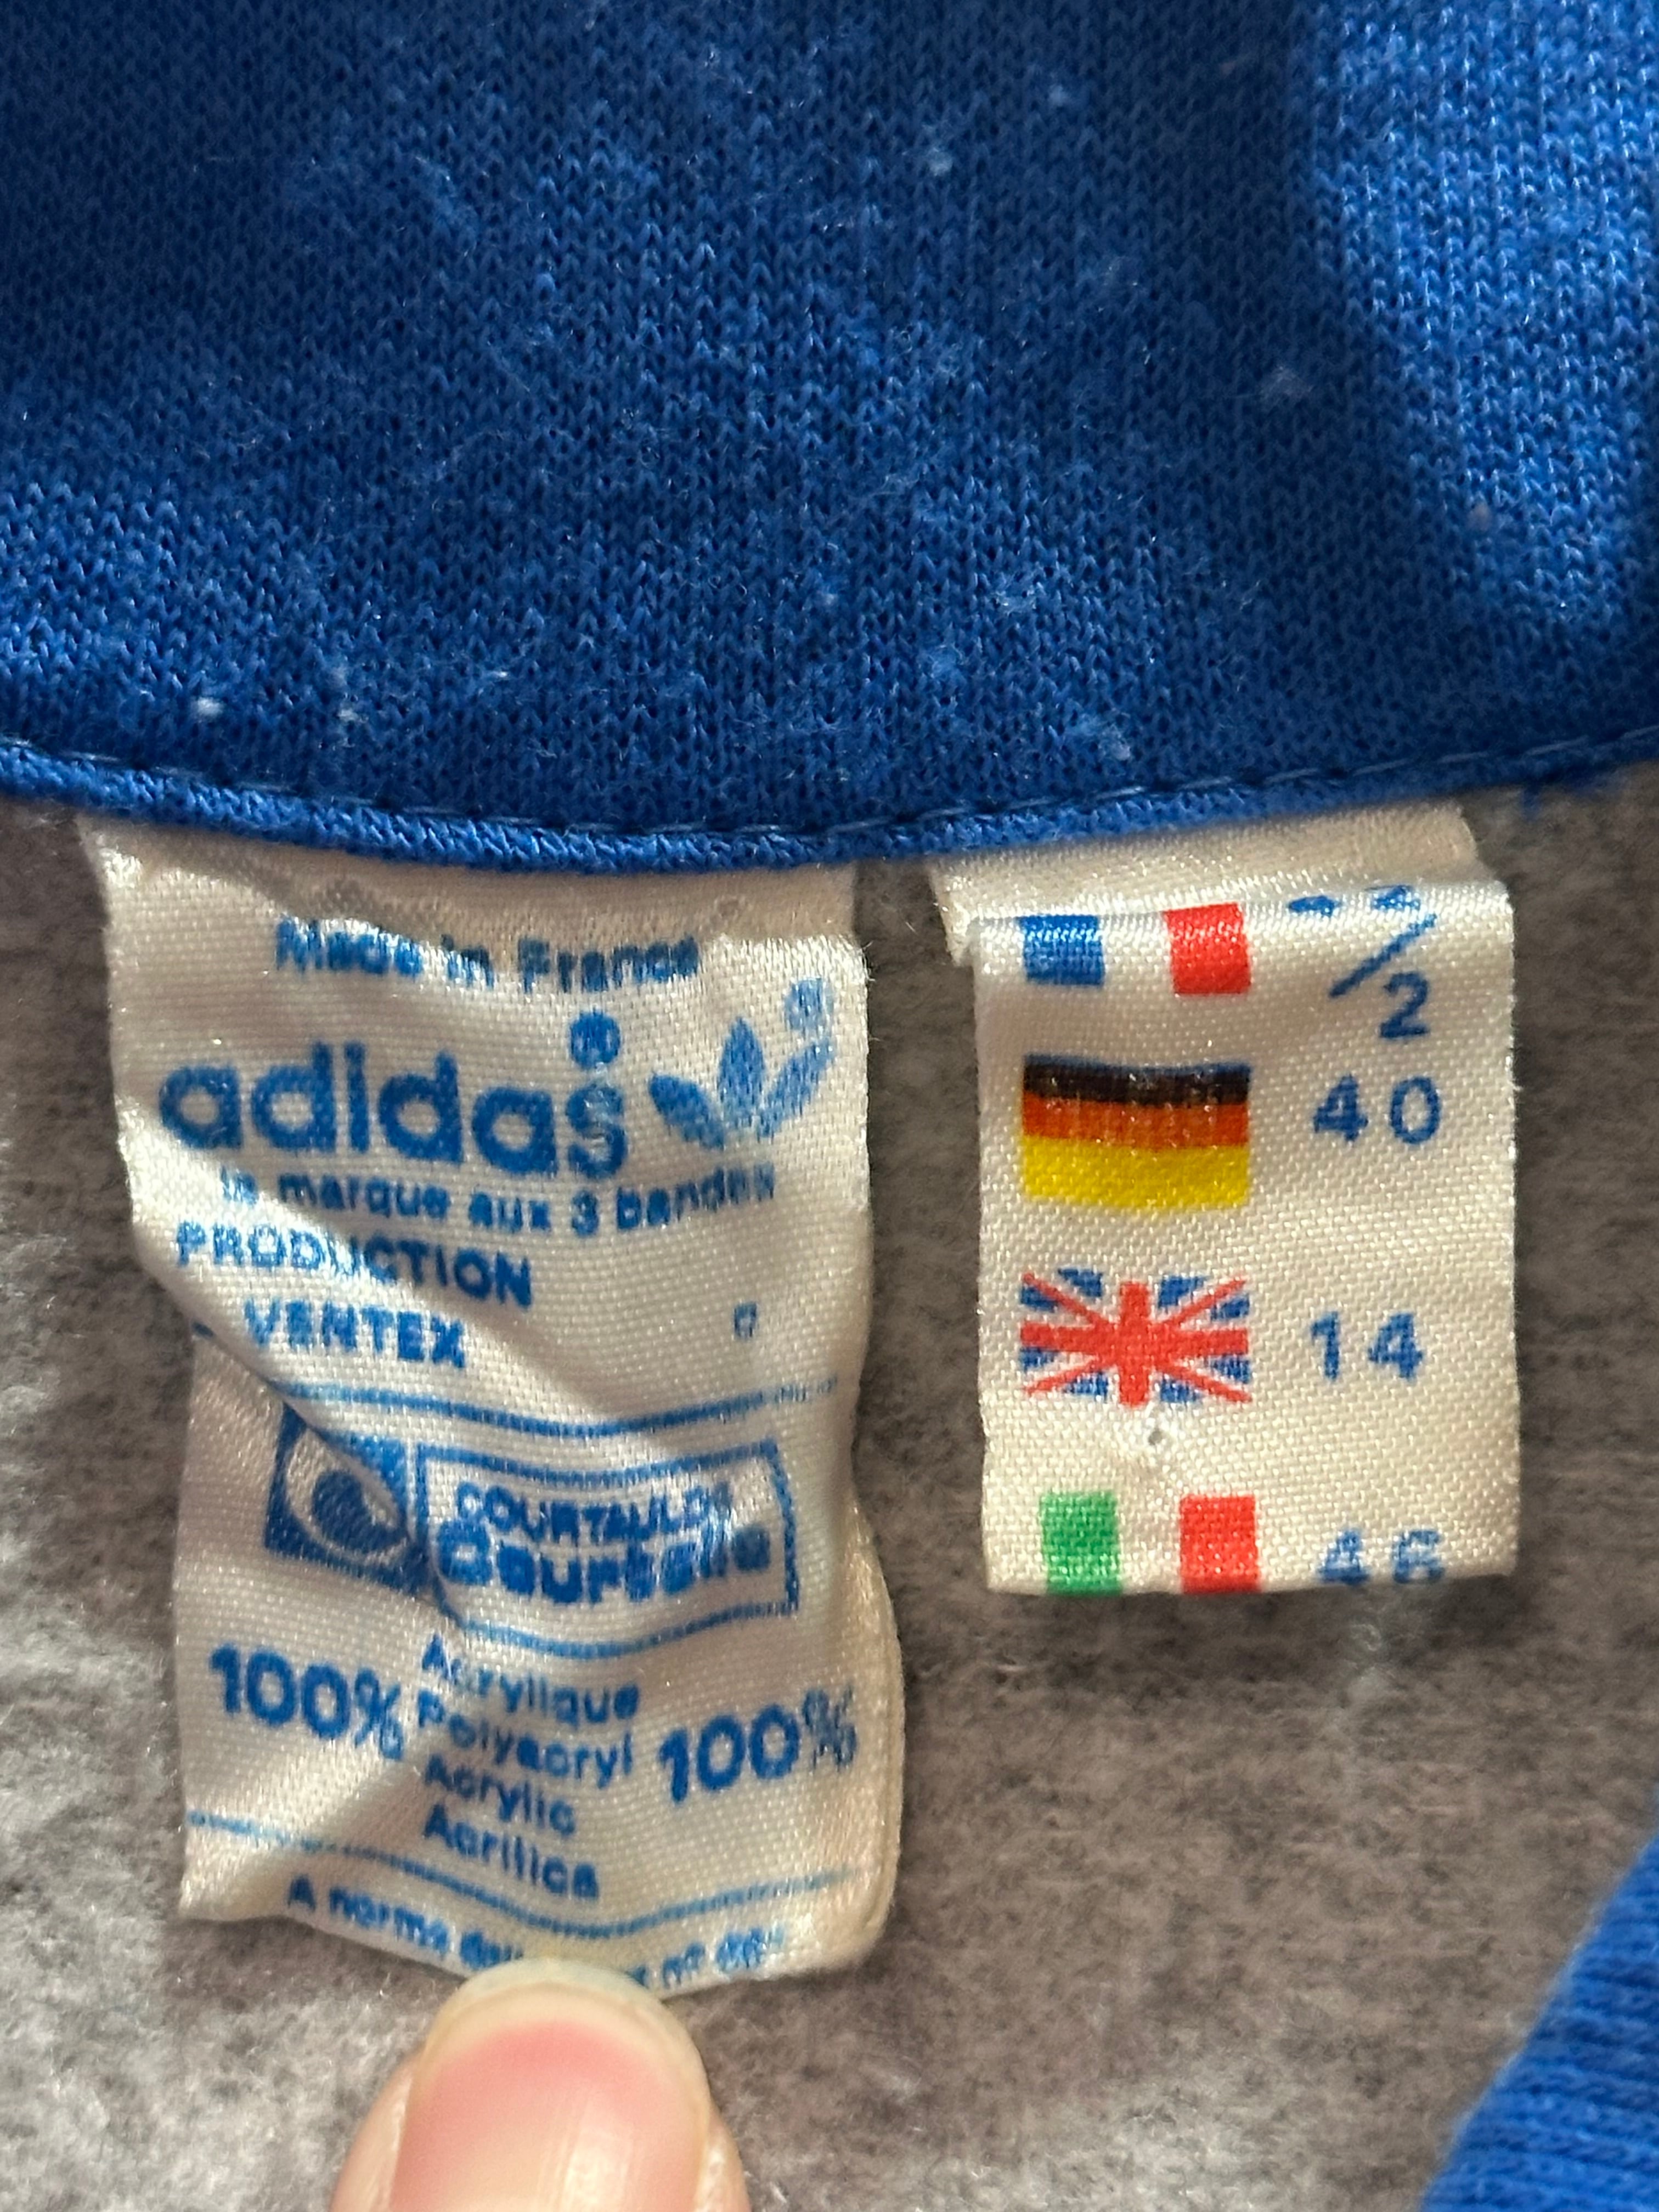 Made in France
®
adidas
la marque aux 3 bandes
PRODUCTION
VENTEX
COURTAULDS
Courtelle
100% Acrylique 100%
Polyacryl
Acrylic
Acrilica
A norme
2
40
14
46